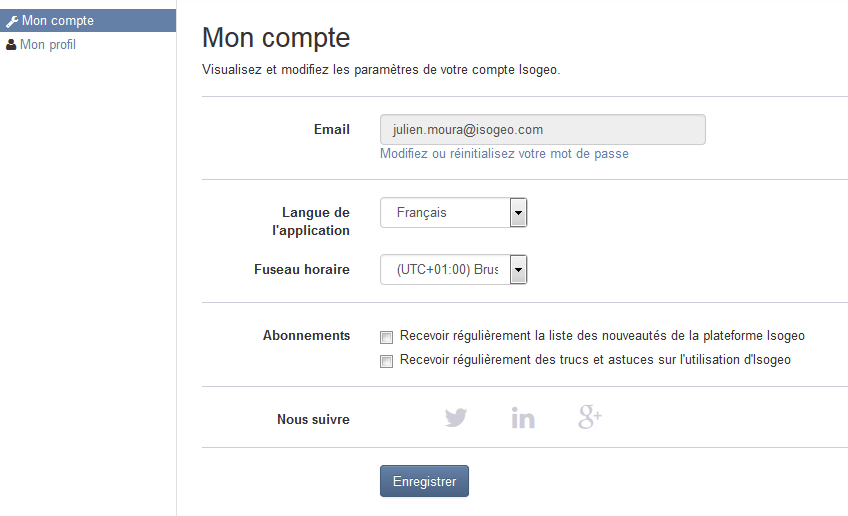 Mon compte
Mon profil
Mon compte
Visualisez et modifiez les paramètres de votre compte Isogeo.
Email
julien.moura@isogeo.com
Modifiez ou réinitialisez votre mot de passe
Langue de
l'application
Français
Fuseau horaire
(UTC+01:00) Brus
Abonnements
Recevoir régulièrement la liste des nouveautés de la plateforme Isogeo
Recevoir régulièrement des trucs et astuces sur l'utilisation d'Isogeo
Nous suivre
in
g+
Enregistrer